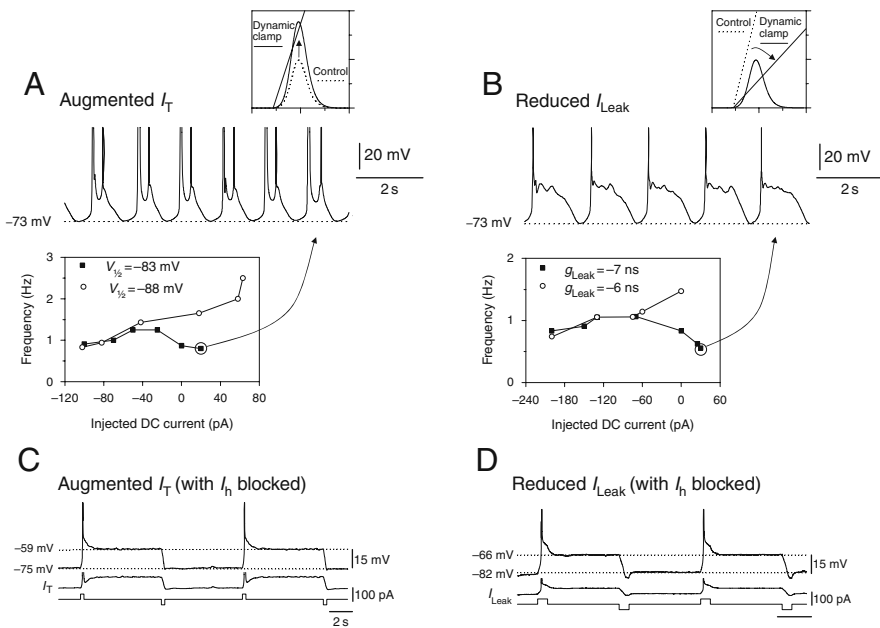 A
Augmented I_T
Dynamic
clamp
Control
20 mV
2 s
−73 mV
V_½ = −83 mV
V_½ = −88 mV
Frequency (Hz)
3
2
1
0
−120 −80 −40 0 40 80
Injected DC current (pA)
B
Reduced I_Leak
Control
Dynamic
clamp
20 mV
2 s
−73 mV
g_Leak = −7 ns
g_Leak = −6 ns
Frequency (Hz)
2
1
0
−240 −180 −120 −60 0 60
Injected DC current (pA)
C
Augmented I_T (with I_h blocked)
−59 mV
−75 mV
15 mV
I_T
100 pA
2 s
D
Reduced I_Leak (with I_h blocked)
−66 mV
−82 mV
15 mV
I_Leak
100 pA